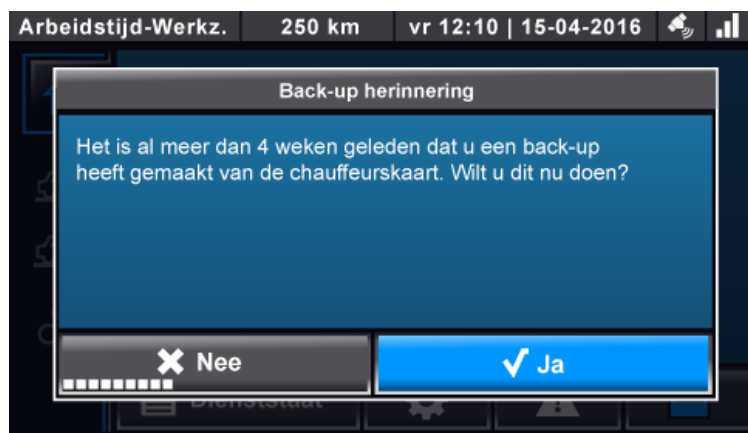 Arbeidstijd-Werkz. 250 km vr 12:10 | 15-04-2016
Back-up herinnering
Het is al meer dan 4 weken geleden dat u een back-up
heeft gemaakt van de chauffeurskaart. Wilt u dit nu doen?
Nee Ja
Dienststaat